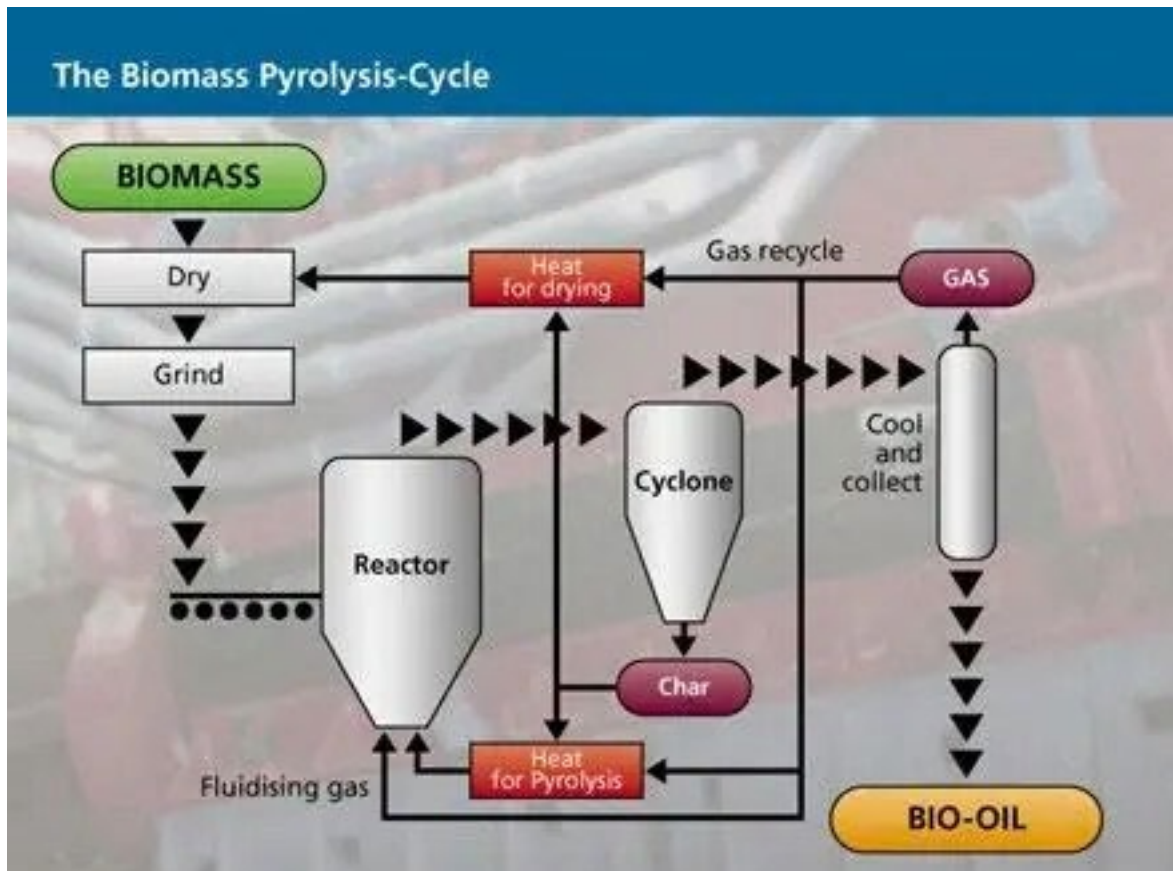 The Biomass Pyrolysis-Cycle
BIOMASS
Dry
Heat
for drying
Gas recycle
GAS
Grind
Cool
and
collect
Cyclone
Reactor
Char
Heat
for Pyrolysis
Fluidising gas
BIO-OIL